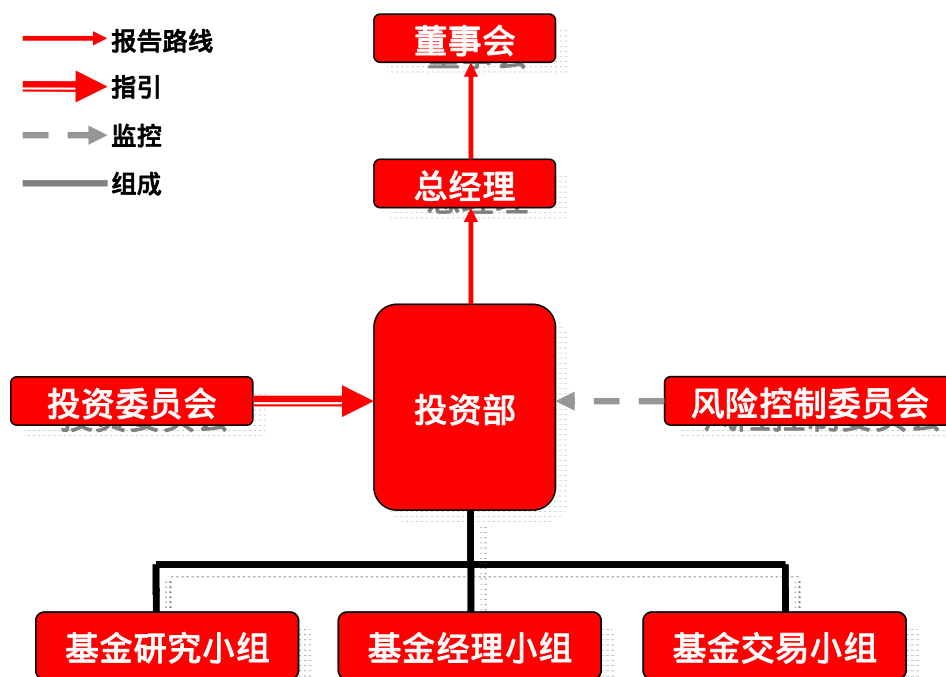 报告路线
指引
监控
组成
董事会
总经理
投资委员会
投资部
风险控制委员会
基金研究小组
基金经理小组
基金交易小组